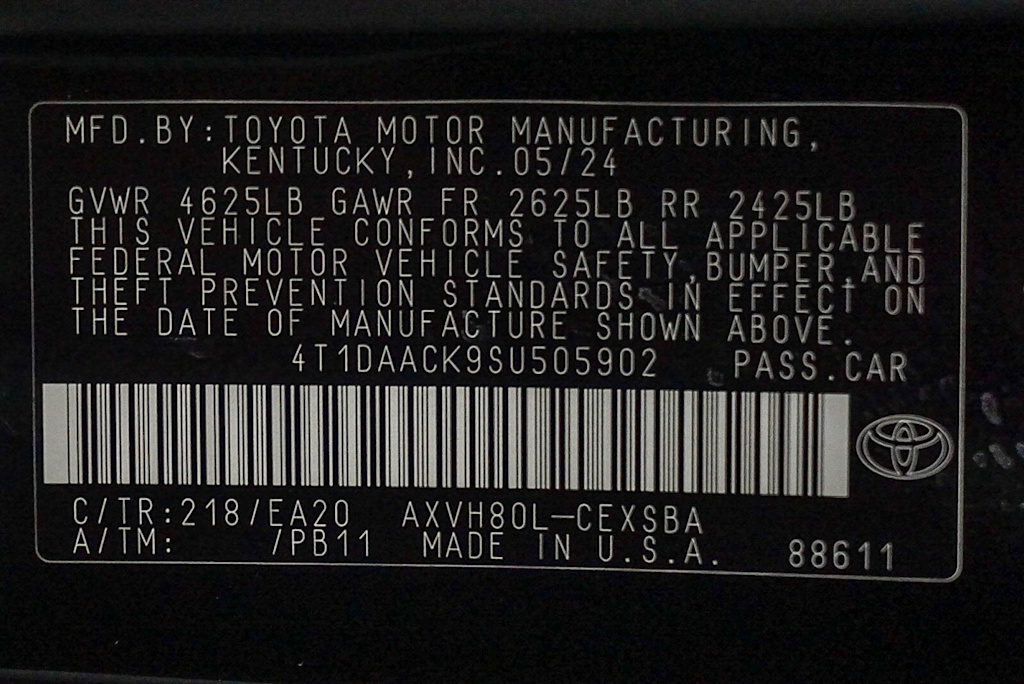 MFD.BY:TOYOTA MOTOR MANUFACTURING,
KENTUCKY,INC.05/24
GVWR 4625LB GAWR FR 2625LB RR 2425LB
THIS VEHICLE CONFORMS TO ALL APPLICABLE
FEDERAL MOTOR VEHICLE SAFETY,BUMPER,AND
THEFT PREVENTION STANDARDS IN EFFECT ON
THE DATE OF MANUFACTURE SHOWN ABOVE.
4T1DAACK9SU505902 PASS.CAR
C/TR:218/EA20 AXVH80L-CEXSBA
A/TM: /PB11 MADE IN U.S.A. 88611